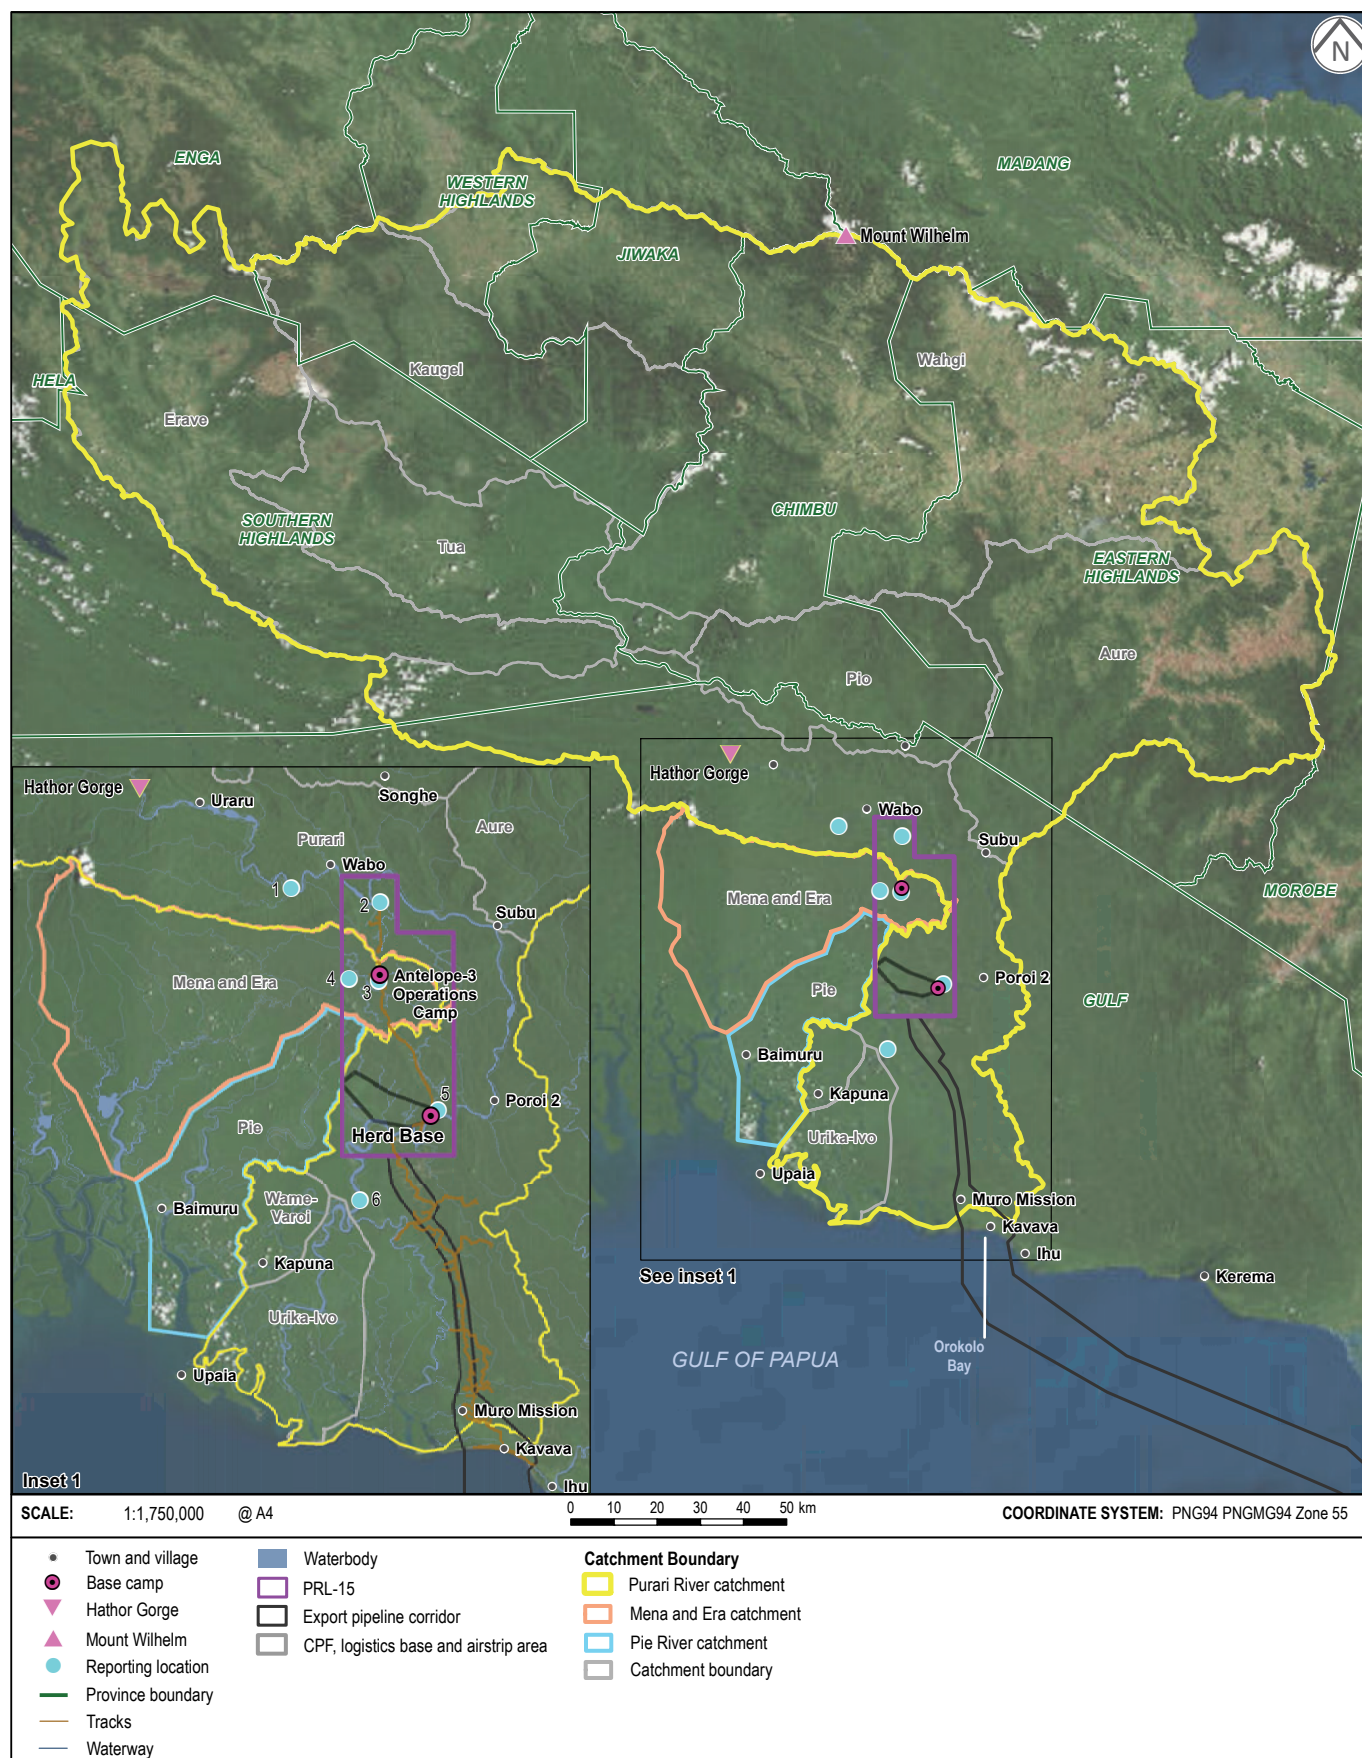 N
ENGA
WESTERN
HIGHLANDS
MADANG
JIWAKA
Mount Wilhelm
HELA
Kaugel
Wahgi
Erave
SOUTHERN
HIGHLANDS
Tua
CHIMBU
EASTERN
HIGHLANDS
Aure
Pio
Hathor Gorge
Wabo
Subu
Mena and Era
MOROBE
Poroi 2
Pie
GULF
Baimuru
Kapuna
Urika-Ivo
Upaia
Muro Mission
Kavava
Ihu
See inset 1
Kerema
Orokolo
Bay
GULF OF PAPUA
Hathor Gorge
Uraru
Songhe
Purari
Aure
Wabo
1
2
Subu
Mena and Era
4
3
Antelope-3
Operations
Camp
5
Poroi 2
Pie
Herd Base
Wame-
Varoi
6
Baimuru
Kapuna
Urika-Ivo
Upaia
Muro Mission
Kavava
Ihu
Inset 1
SCALE: 1:1,750,000 @ A4
0 10 20 30 40 50 km
COORDINATE SYSTEM: PNG94 PNGMG94 Zone 55
Town and village
Base camp
Hathor Gorge
Mount Wilhelm
Reporting location
Province boundary
Tracks
Waterway
Waterbody
PRL-15
Export pipeline corridor
CPF, logistics base and airstrip area
Catchment Boundary
Purari River catchment
Mena and Era catchment
Pie River catchment
Catchment boundary